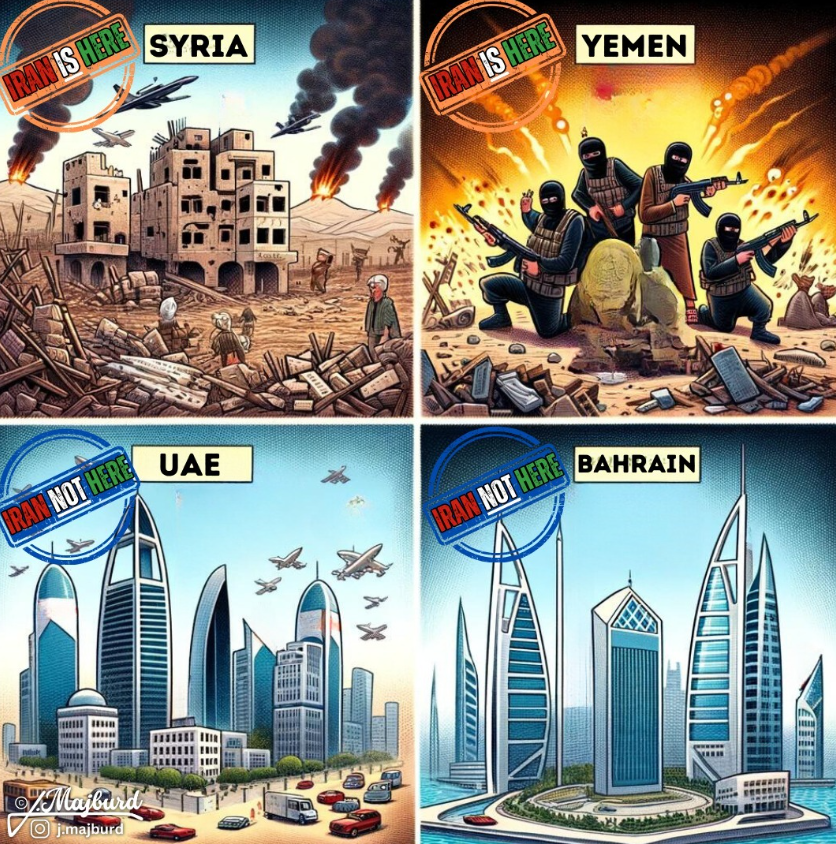 IRAN IS HERE
SYRIA
IRAN IS HERE
YEMEN
IRAN NOT HERE
UAE
IRAN NOT HERE
BAHRAIN
© J.Majburd
j.majburd